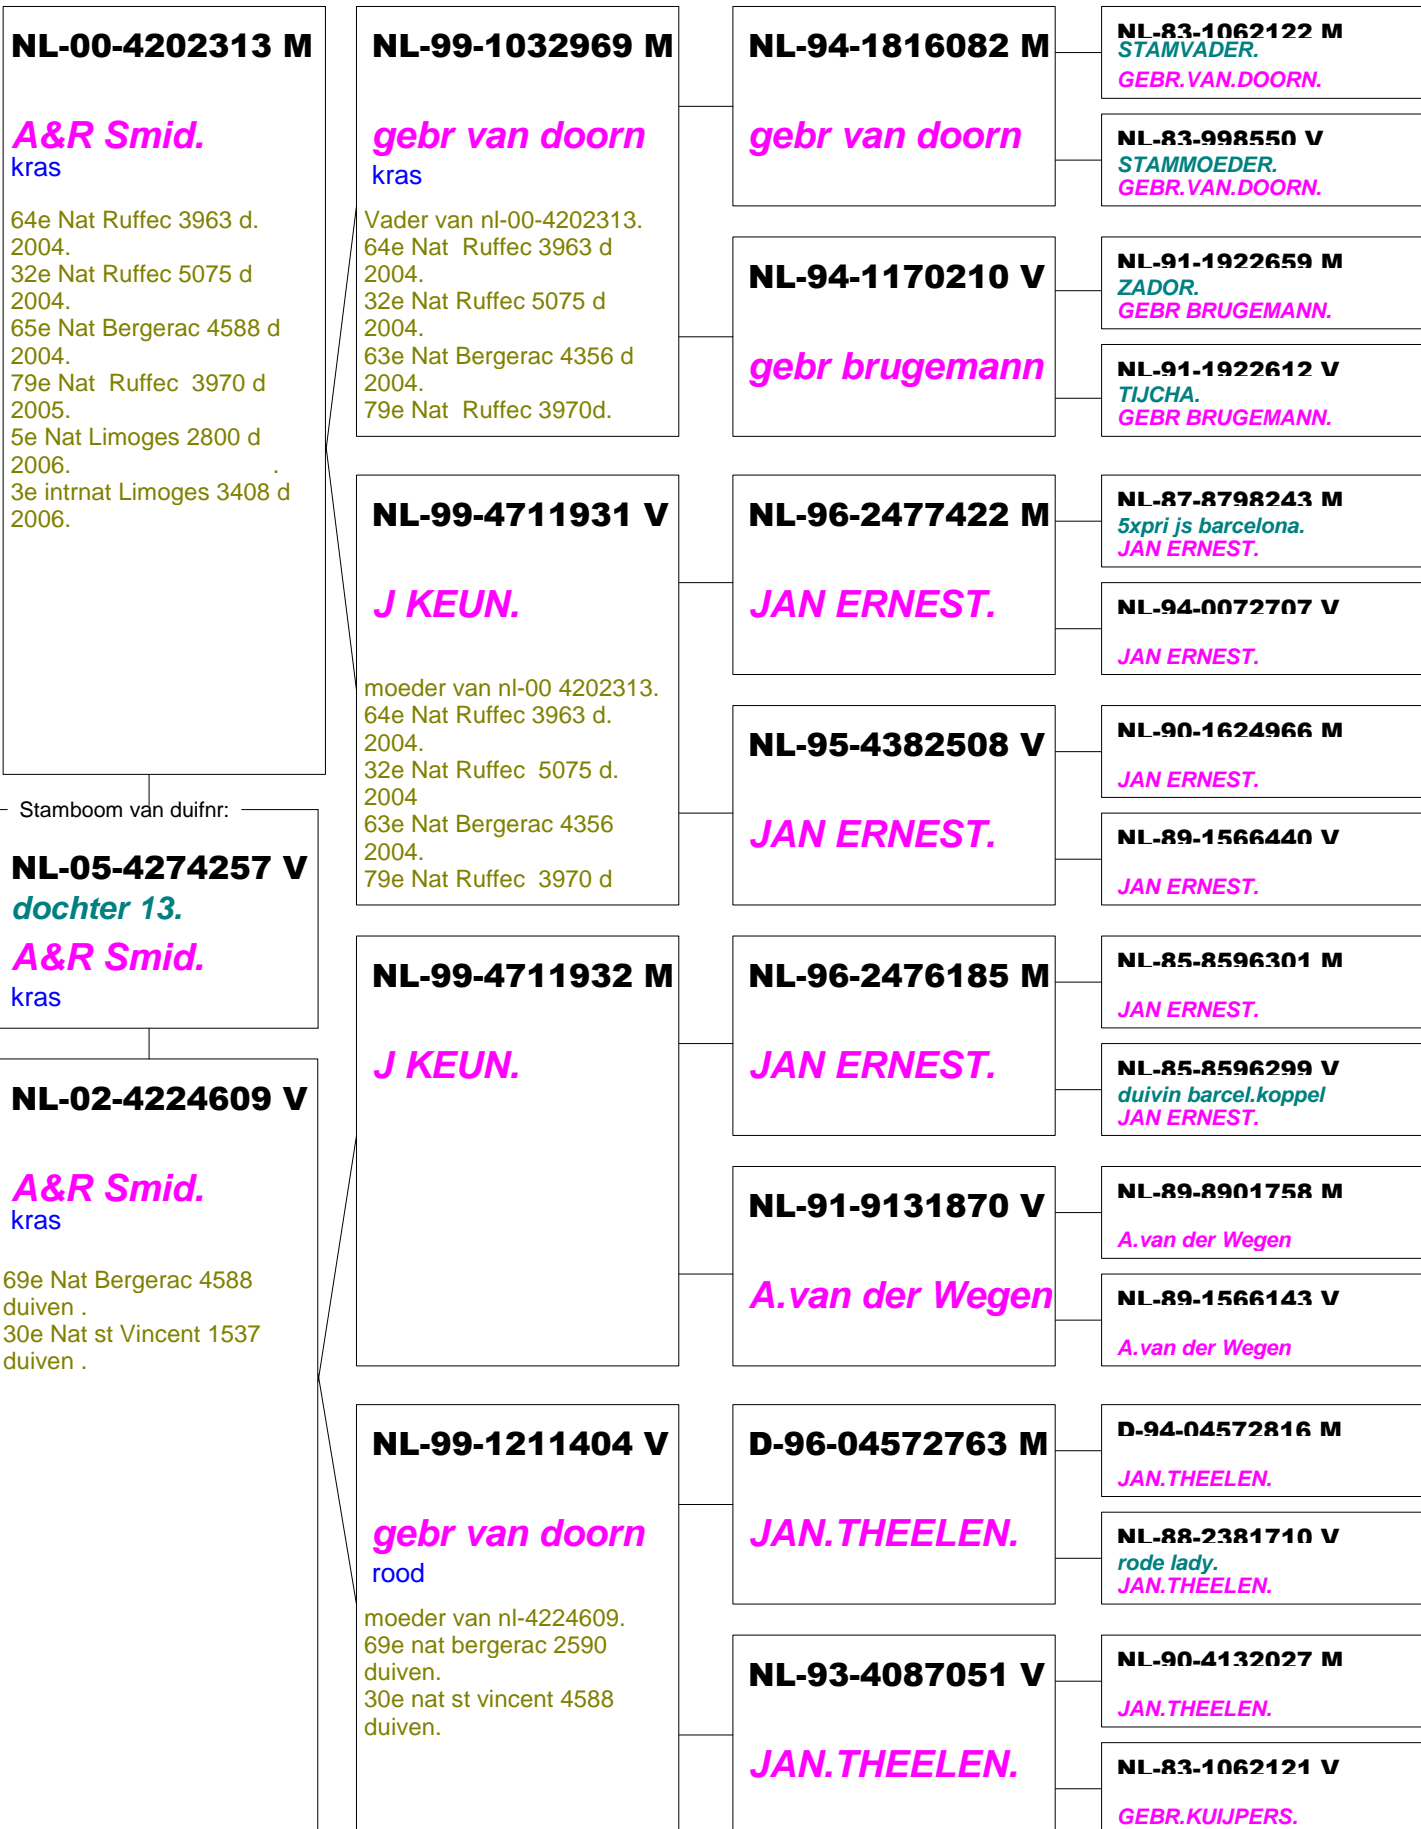 NL-00-4202313 M
A&R Smid.
kras
64e Nat Ruffec 3963 d.
2004.
32e Nat Ruffec 5075 d
2004.
65e Nat Bergerac 4588 d
2004.
79e Nat  Ruffec  3970 d
2005.
5e Nat Limoges 2800 d
2006.                             .
3e intrnat Limoges 3408 d
2006.
Stamboom van duifnr:
NL-05-4274257 V
dochter 13.
A&R Smid.
kras
NL-02-4224609 V
A&R Smid.
kras
69e Nat Bergerac 4588
duiven .
30e Nat st Vincent 1537
duiven .
NL-99-1032969 M
gebr van doorn
kras
Vader van nl-00-4202313.
64e Nat  Ruffec 3963 d
2004.
32e Nat Ruffec 5075 d
2004.
63e Nat Bergerac 4356 d
2004.
79e Nat  Ruffec 3970d.
NL-99-4711931 V
J KEUN.
moeder van nl-00 4202313.
64e Nat Ruffec 3963 d.
2004.
32e Nat Ruffec  5075 d.
2004
63e Nat Bergerac 4356
2004.
79e Nat Ruffec  3970 d
NL-99-4711932 M
J KEUN.
NL-99-1211404 V
gebr van doorn
rood
moeder van nl-4224609.
69e nat bergerac 2590
duiven.
30e nat st vincent 4588
duiven.
NL-94-1816082 M
gebr van doorn
NL-94-1170210 V
gebr brugemann
NL-96-2477422 M
JAN ERNEST.
NL-95-4382508 V
JAN ERNEST.
NL-96-2476185 M
JAN ERNEST.
NL-91-9131870 V
A.van der Wegen
D-96-04572763 M
JAN.THEELEN.
NL-93-4087051 V
JAN.THEELEN.
NL-83-1062122 M
STAMVADER.
GEBR.VAN.DOORN.
NL-83-998550 V
STAMMOEDER.
GEBR.VAN.DOORN.
NL-91-1922659 M
ZADOR.
GEBR BRUGEMANN.
NL-91-1922612 V
TIJCHA.
GEBR BRUGEMANN.
NL-87-8798243 M
5xpri js barcelona.
JAN ERNEST.
NL-94-0072707 V
JAN ERNEST.
NL-90-1624966 M
JAN ERNEST.
NL-89-1566440 V
JAN ERNEST.
NL-85-8596301 M
JAN ERNEST.
NL-85-8596299 V
duivin barcel.koppel
JAN ERNEST.
NL-89-8901758 M
A.van der Wegen
NL-89-1566143 V
A.van der Wegen
D-94-04572816 M
JAN.THEELEN.
NL-88-2381710 V
rode lady.
JAN.THEELEN.
NL-90-4132027 M
JAN.THEELEN.
NL-83-1062121 V
GEBR.KUIJPERS.